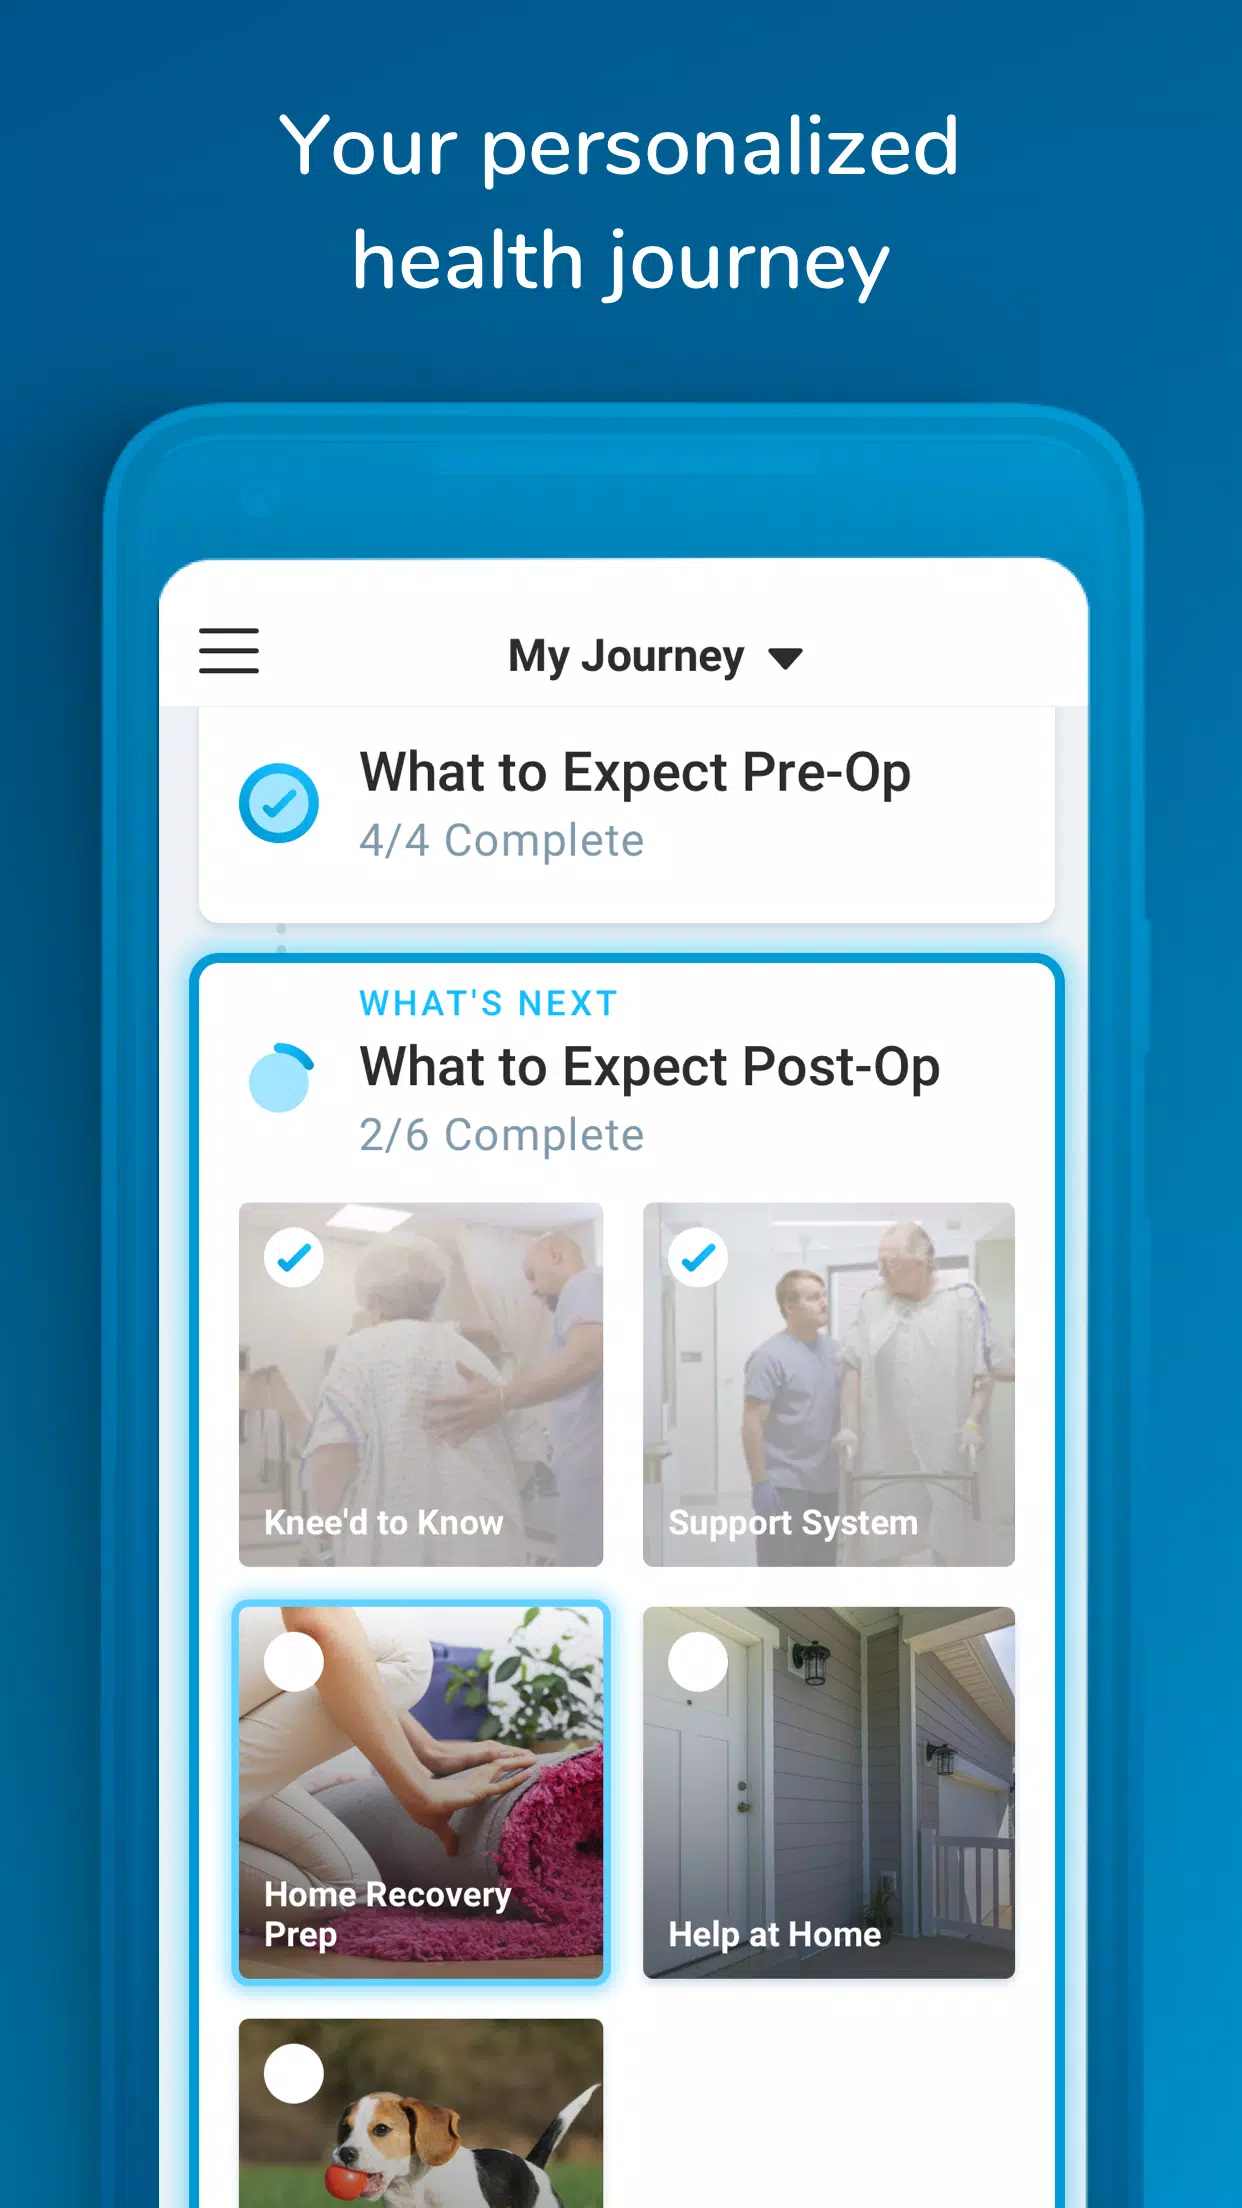 Your personalized
health journey
My Journey
What to Expect Pre-Op
4/4 Complete
WHAT'S NEXT
What to Expect Post-Op
2/6 Complete
Knee'd to Know
Support System
Home Recovery
Prep
Help at Home